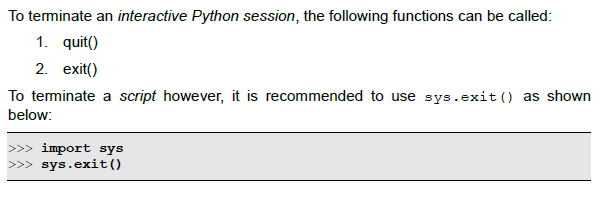 To terminate an interactive Python session, the following functions can be called:
1. quit()
2. exit()
To terminate a script however, it is recommended to use sys.exit() as shown
below:
>>> import sys
>>> sys.exit()